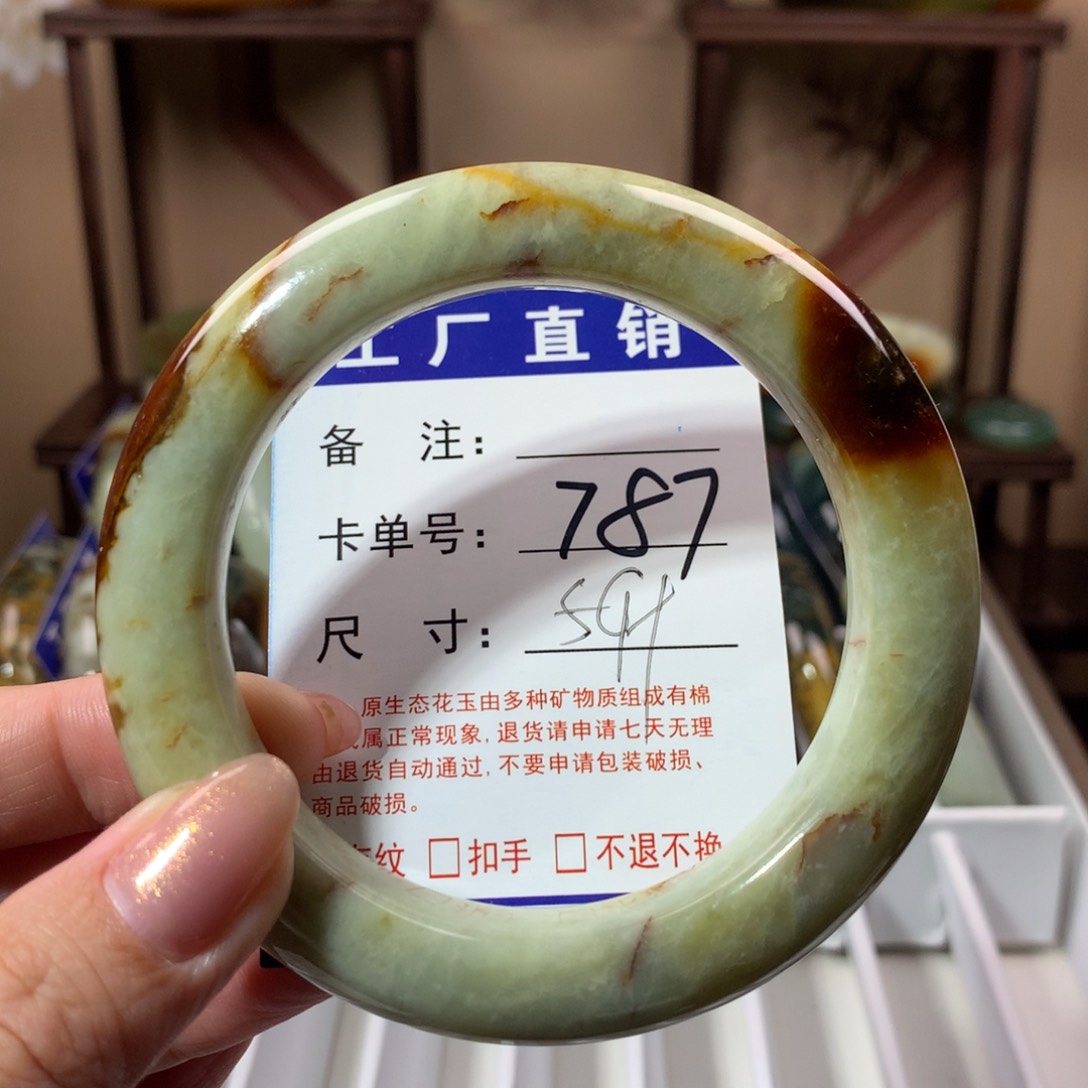 工厂直销
备 注：
卡单号： 787
尺 寸：
原生态花玉由多种矿物质组成有棉
属正常现象，退货请申请七天无理
由退货自动通过，不要申请包装破损、
商品破损。
纹 □扣手 □不退不换